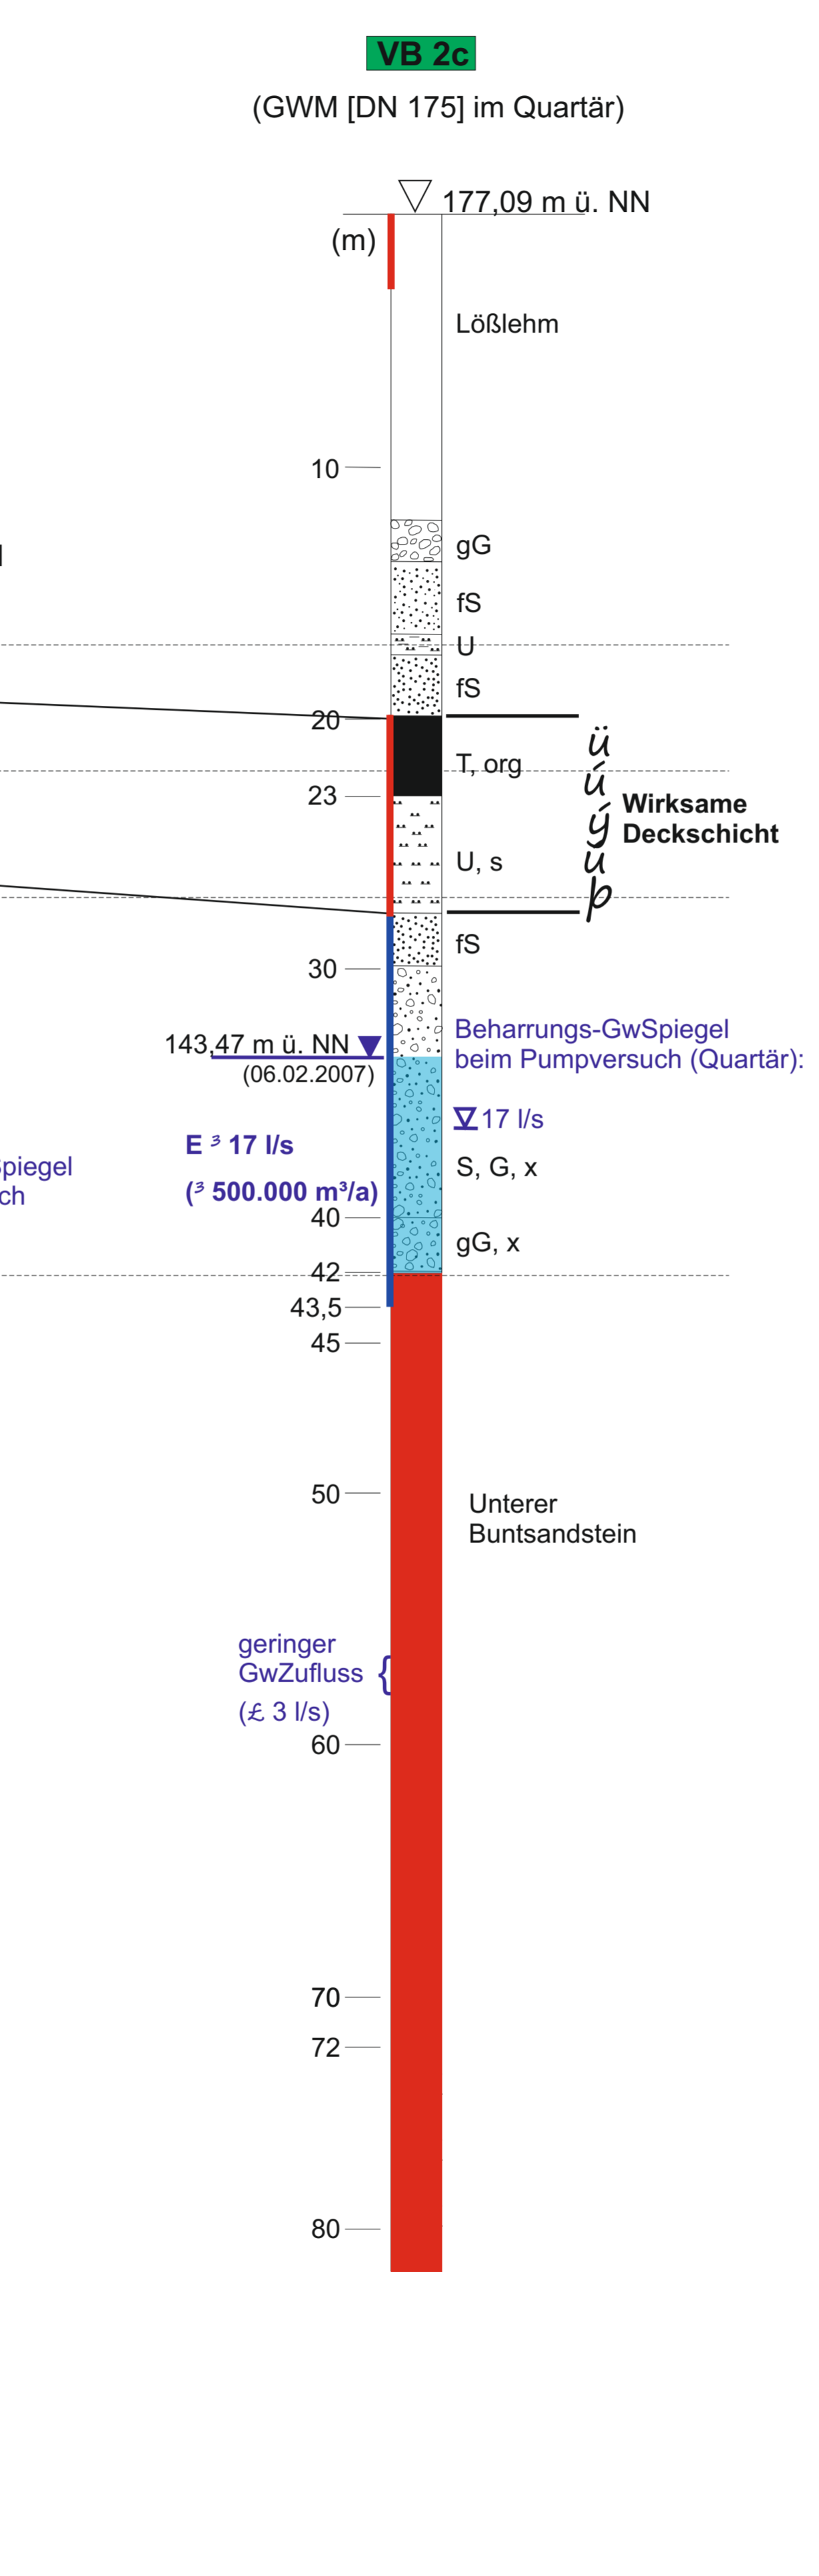 VB 2c
(GWM [DN 175] im Quartär)
177,09 m ü. NN
(m)
Lößlehm
10
gG
fS
U
fS
20
T, org
23
ü
ú
ý
ú
þ
Wirksame
Deckschicht
U, s
fS
30
143,47 m ü. NN
(06.02.2007)
Beharrungs-GwSpiegel
beim Pumpversuch (Quartär):
17 l/s
E ³ 17 l/s
(³ 500.000 m³/a)
piegel
ch
S, G, x
40
gG, x
42
43,5
45
50
Unterer
Buntsandstein
geringer
GwZufluss
(£ 3 l/s)
60
70
72
80